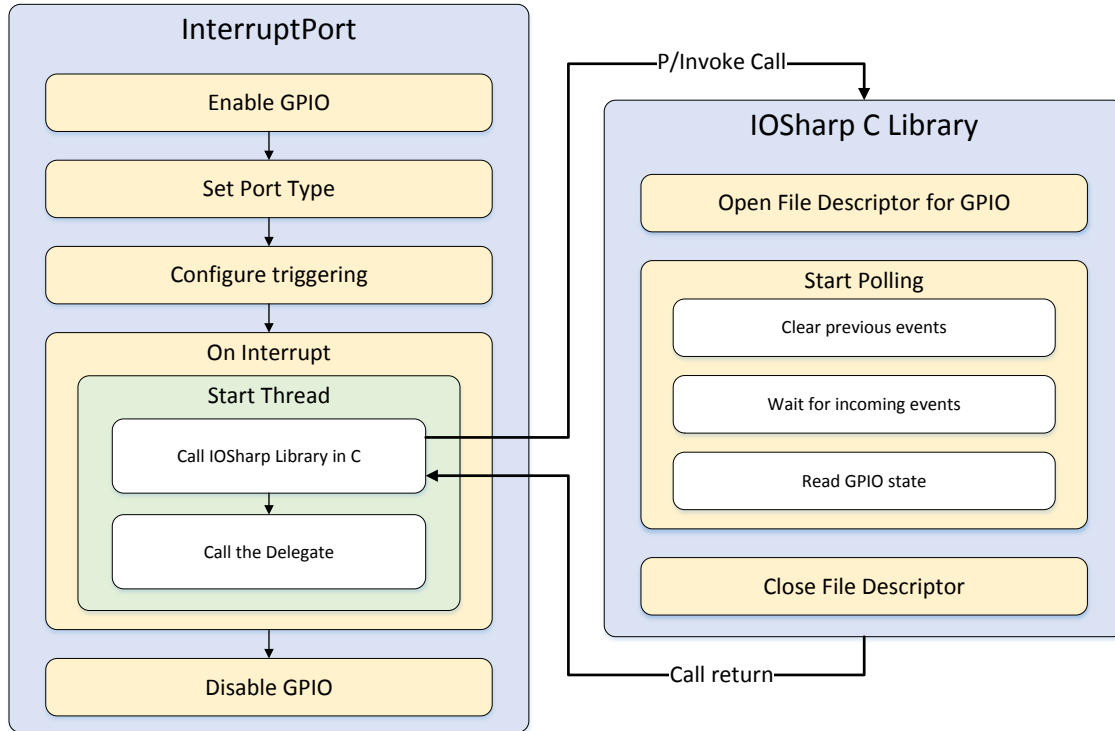 InterruptPort
Enable GPIO
Set Port Type
Configure triggering
On Interrupt
Start Thread
Call IOSharp Library in C
Call the Delegate
Disable GPIO
P/Invoke Call
IOSharp C Library
Open File Descriptor for GPIO
Start Polling
Clear previous events
Wait for incoming events
Read GPIO state
Close File Descriptor
Call return